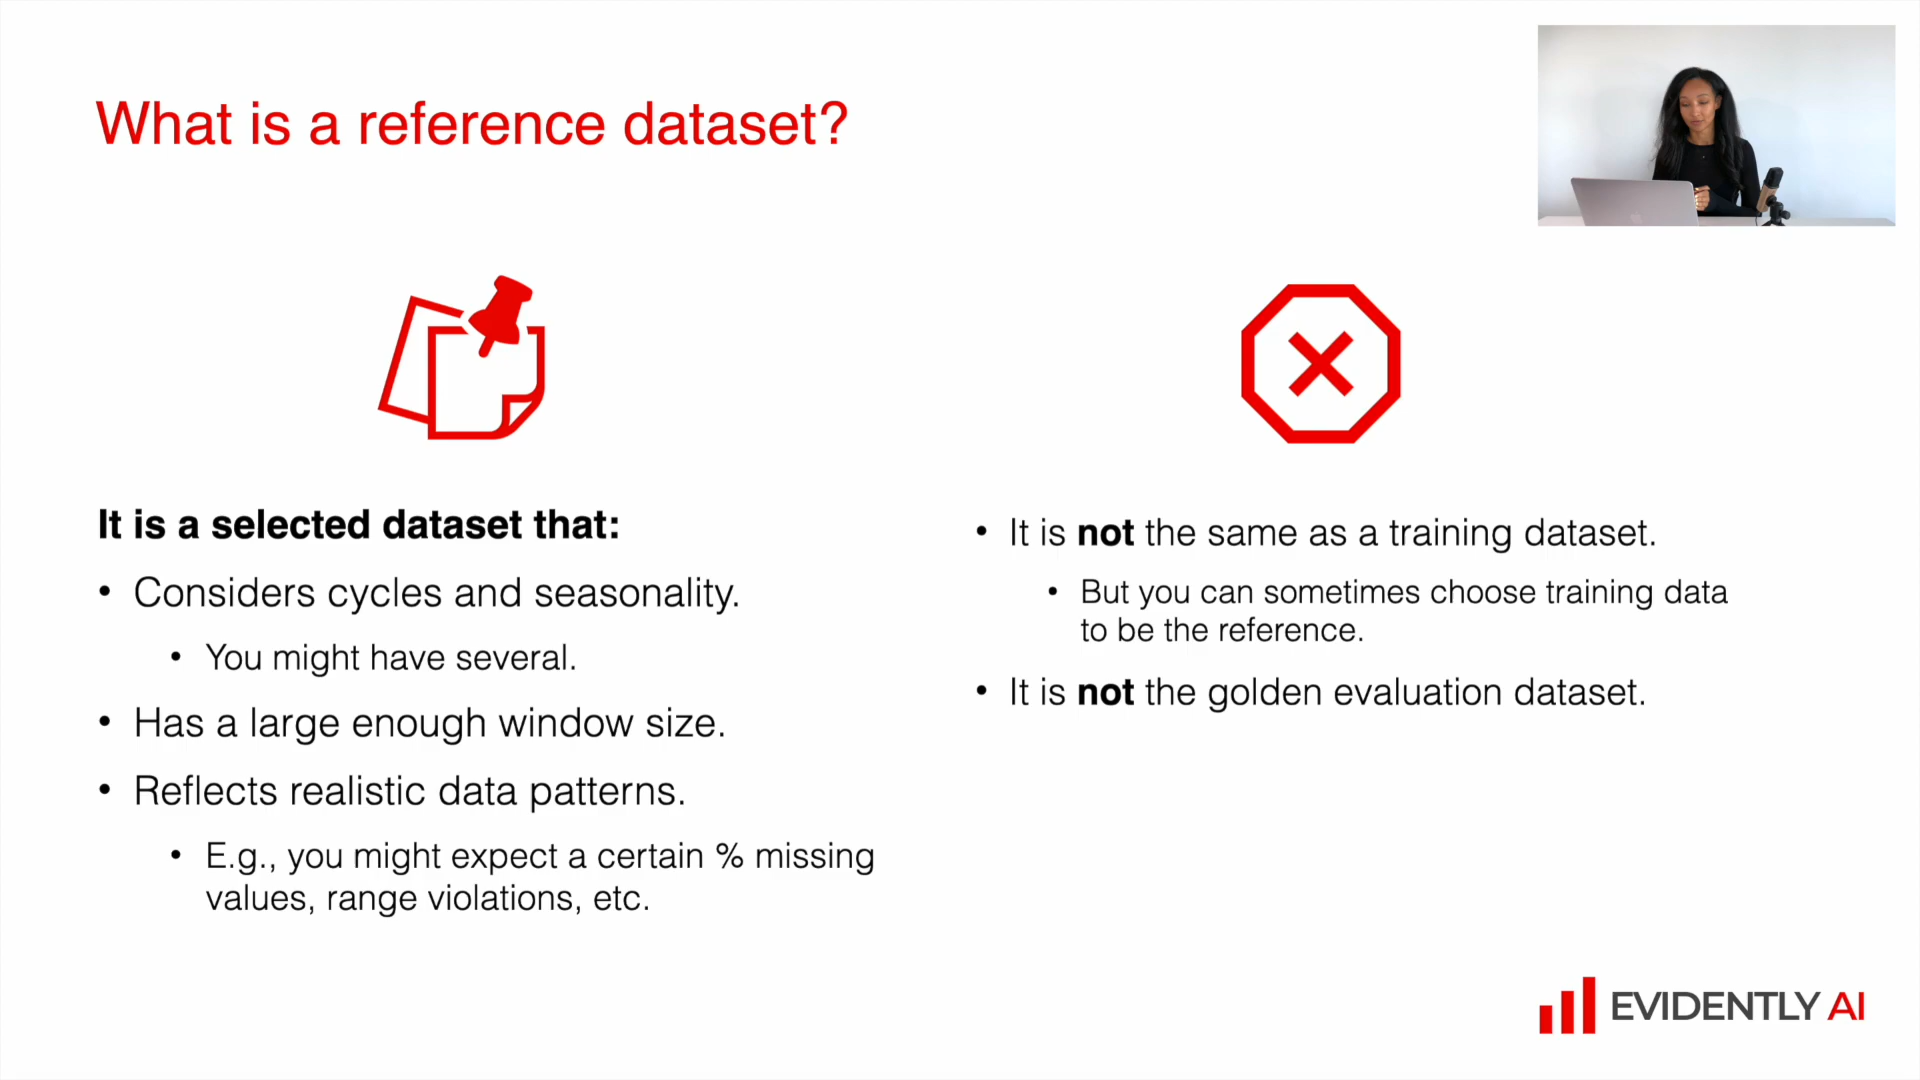 What is a reference dataset?
It is a selected dataset that:
• Considers cycles and seasonality.
• You might have several.
• Has a large enough window size.
• Reflects realistic data patterns.
• E.g., you might expect a certain % missing
values, range violations, etc.
• It is not the same as a training dataset.
• But you can sometimes choose training data
to be the reference.
• It is not the golden evaluation dataset.
EVIDENTLY AI